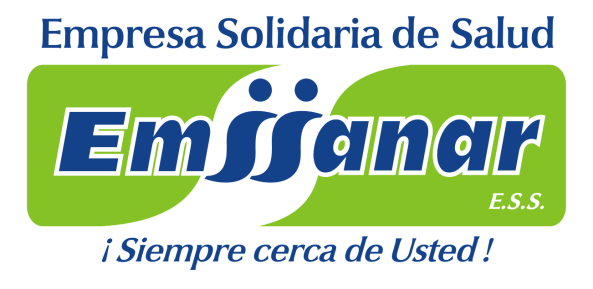 Empresa Solidaria de Salud
Emssanar
E.S.S.
¡Siempre cerca de Usted!